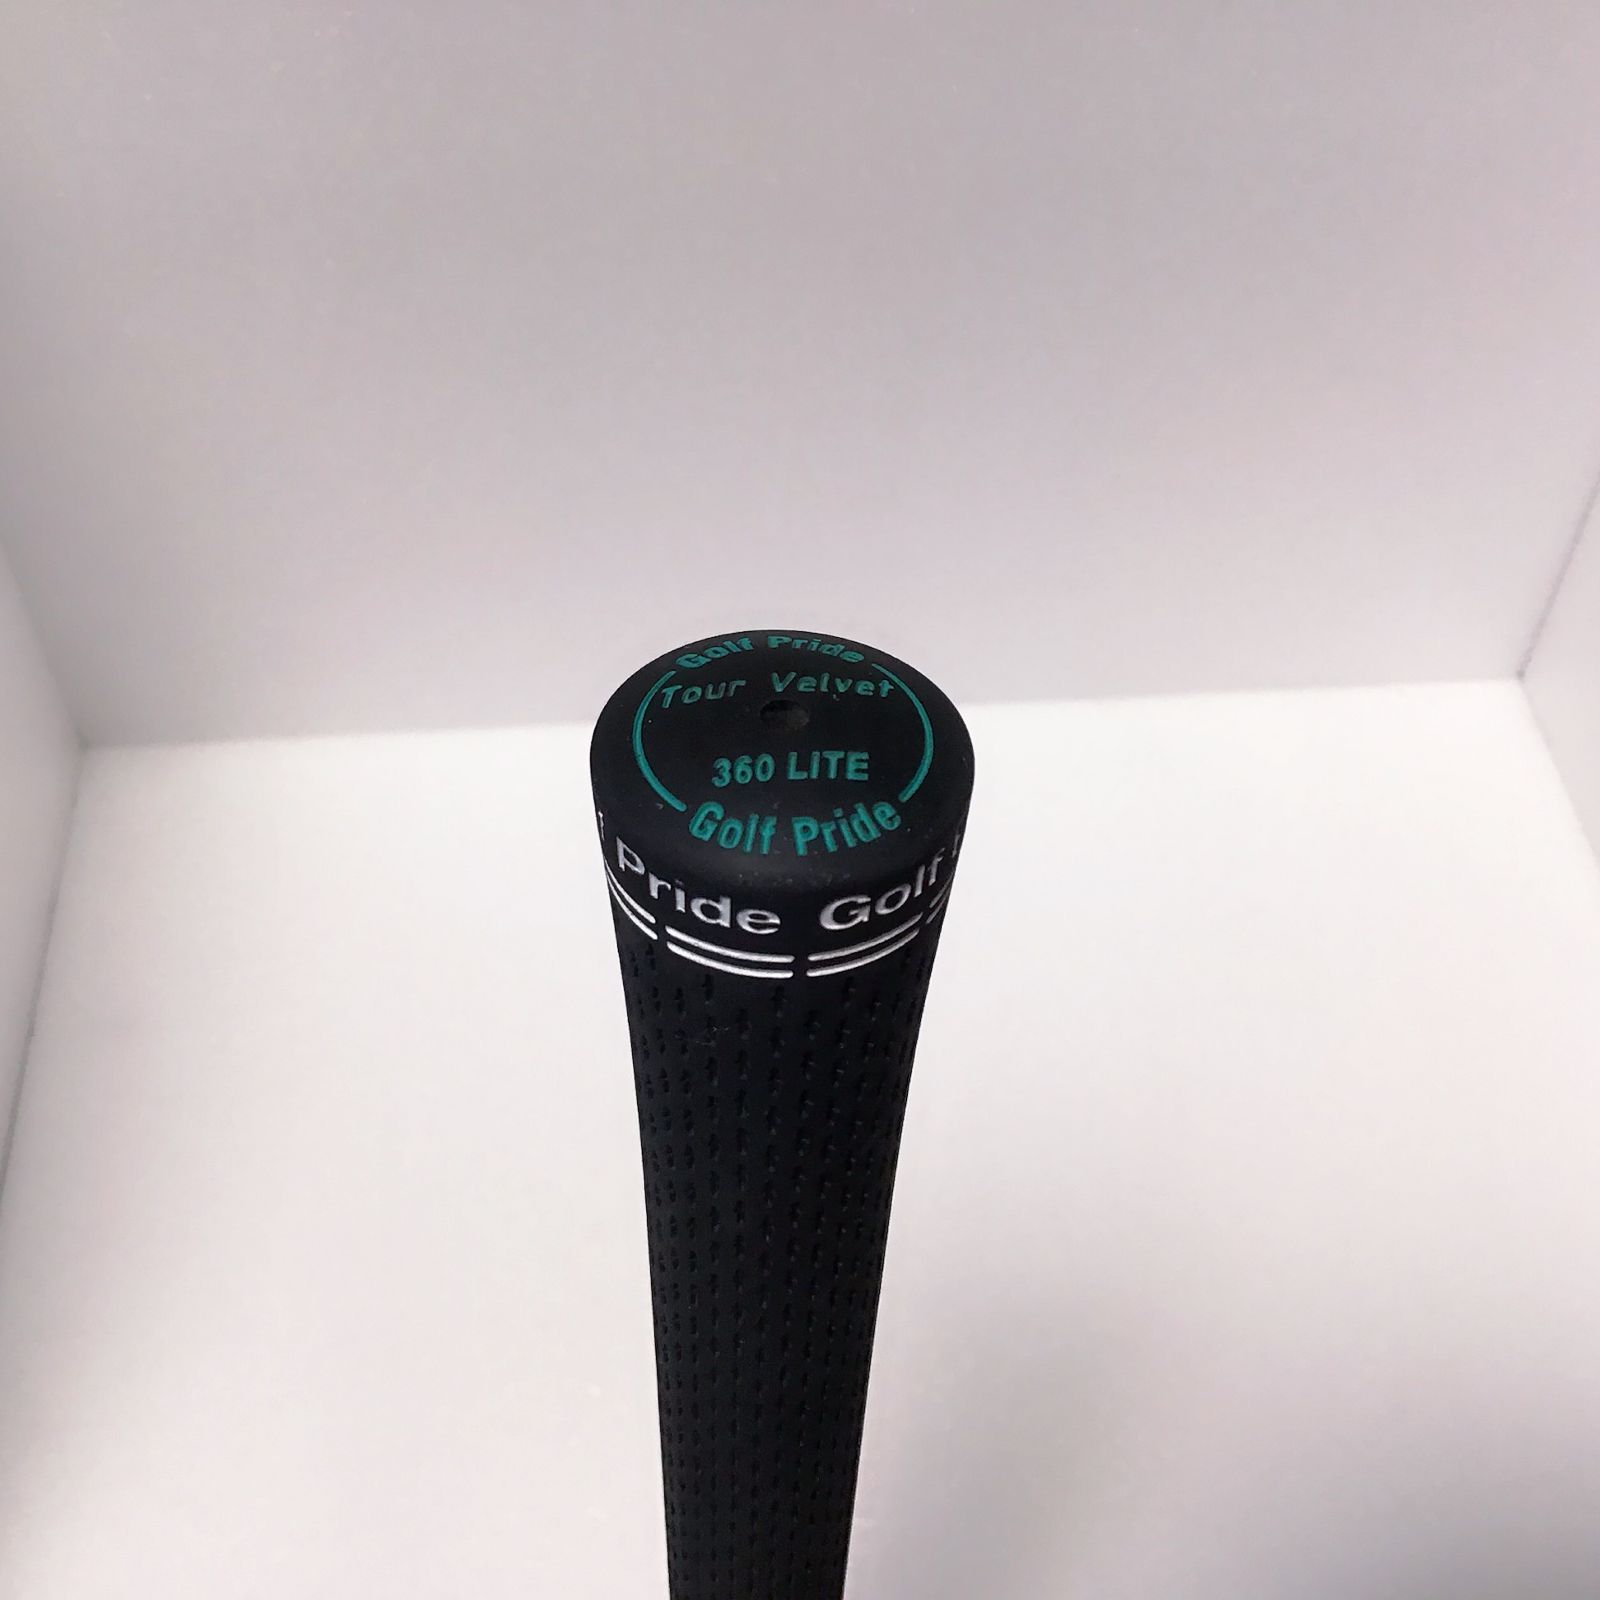 Golf Pride
Tour Velvet
360 LITE
Golf Pride
Pride Golf